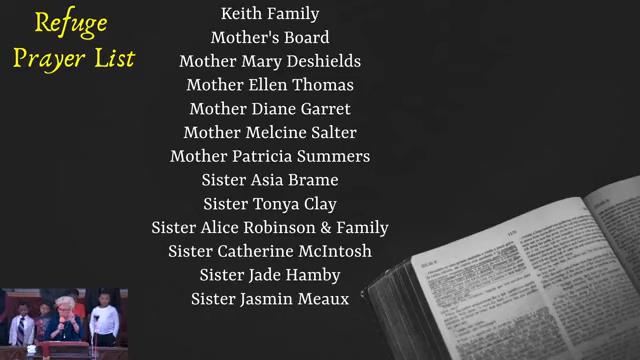 Refuge
Prayer List
Keith Family
Mother's Board
Mother Mary Deshields
Mother Ellen Thomas
Mother Diane Garret
Mother Melcine Salter
Mother Patricia Summers
Sister Asia Brame
Sister Tonya Clay
Sister Alice Robinson & Family
Sister Catherine McIntosh
Sister Jade Hamby
Sister Jasmin Meaux